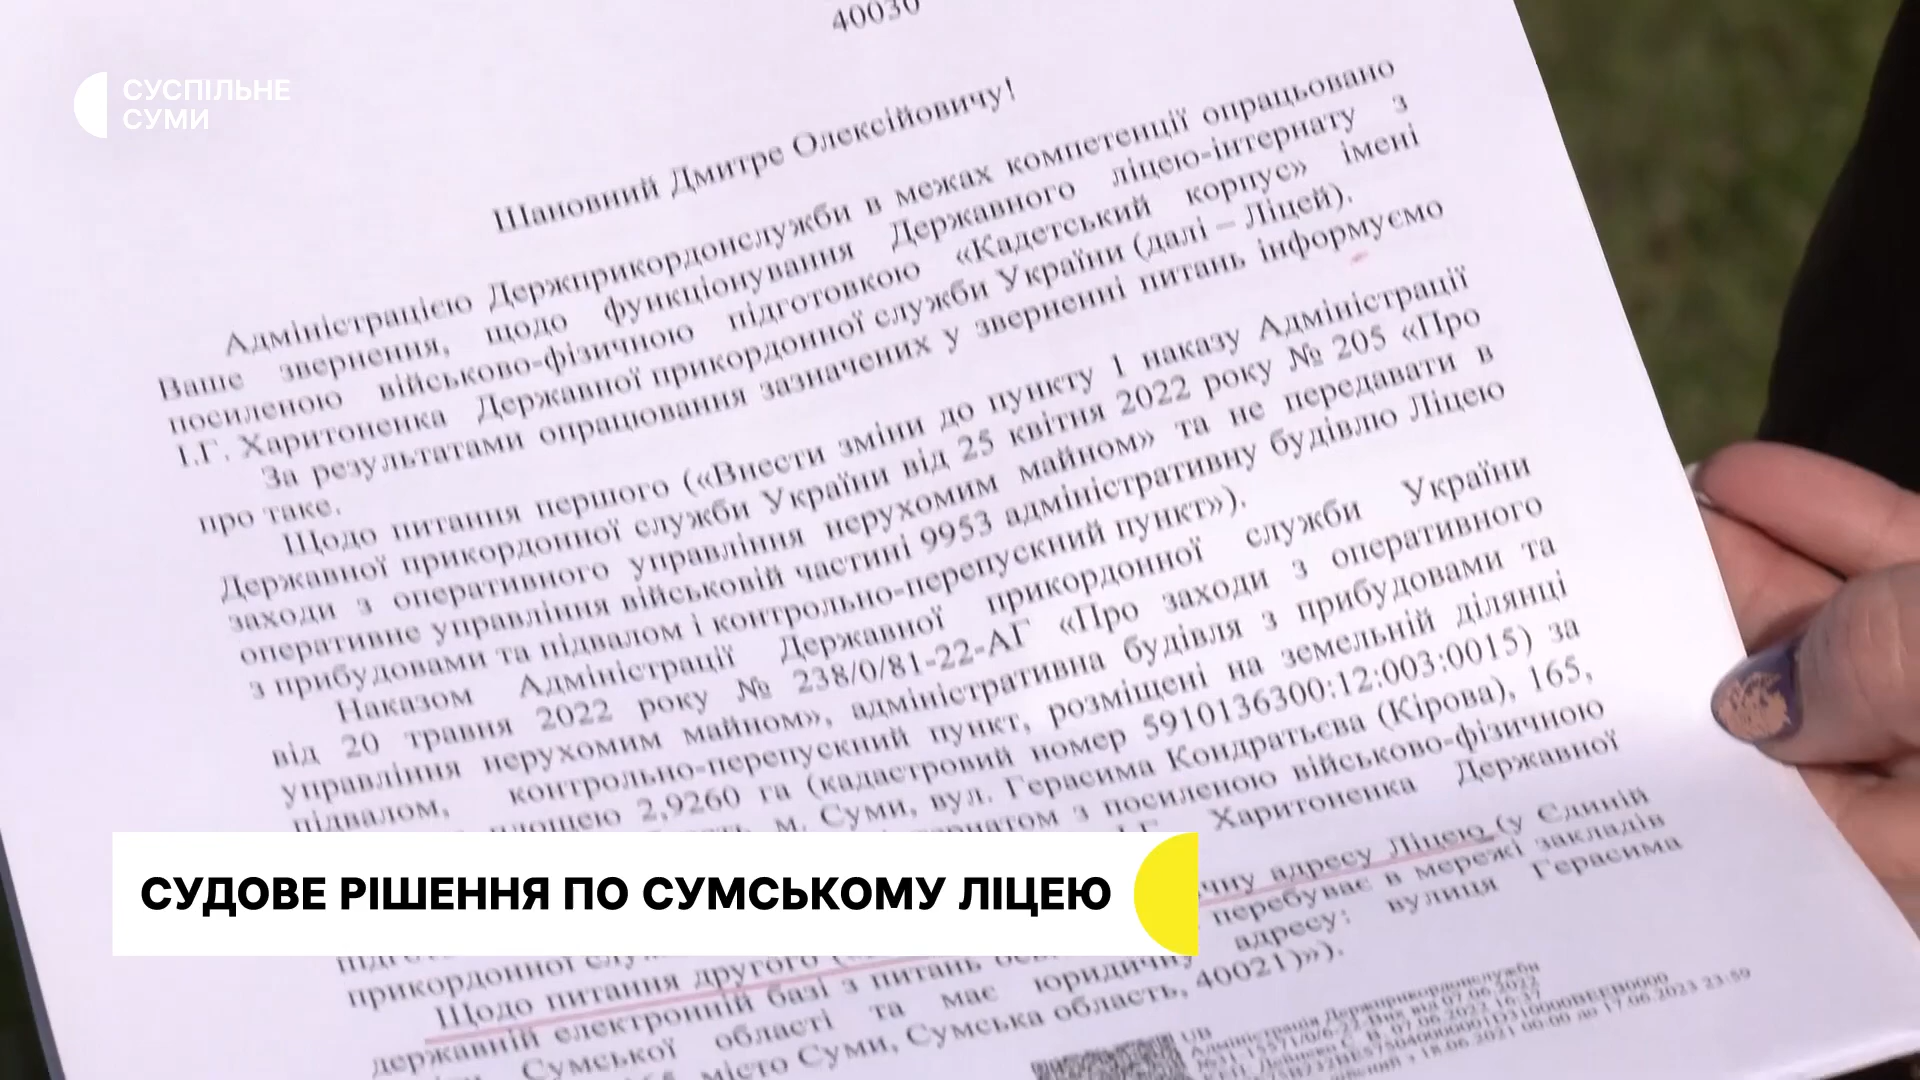 40030
СУСПІЛЬНЕ
СУМИ
Шановний Дмитре Олексійовичу!
Адміністрацією Держприкордонслужби в межах компетенції опрацьовано
Ваше звернення, щодо функціонування Державного ліцею-інтернату з
посиленою військово-фізичною підготовкою «Кадетський корпус» імені
І.Г. Харитоненка Державної прикордонної служби України (далі – Ліцей).
За результатами опрацювання зазначених у зверненні питань інформуємо
про таке.
Щодо питання першого («Внести зміни до пункту 1 наказу Адміністрації
Державної прикордонної служби України від 25 квітня 2022 року № 205 «Про
заходи з оперативного управління нерухомим майном» та не передавати в
оперативне управління військовій частині 9953 адміністративну будівлю Ліцею
з прибудовами та підвалом і контрольно-перепускний пункт»).
Наказом Адміністрації Державної прикордонної служби України
від 20 травня 2022 року № 238/0/81-22-АГ «Про заходи з оперативного
управління нерухомим майном», адміністративна будівля з прибудовами та
підвалом, контрольно-перепускний пункт, розміщені на земельній ділянці
площею 2,9260 га (кадастровий номер 5910136300:12:003:0015) за
м. Суми, вул. Герасима Кондратьєва (Кірова), 165,
з посиленою військово-фізичною
Харитоненка Державної
СУДОВЕ РІШЕННЯ ПО СУМСЬКОМУ ЛІЦЕЮ
прикордонної
Щодо питання другого адресу Ліцею (у Єдиній
державній електронній базі з питань перебуває в мережі закладів
Сумської області та має юридичну адресу: вулиця Герасима
місто Суми, Сумська область, 40021)»).
Адміністрація Держприкордонслужби